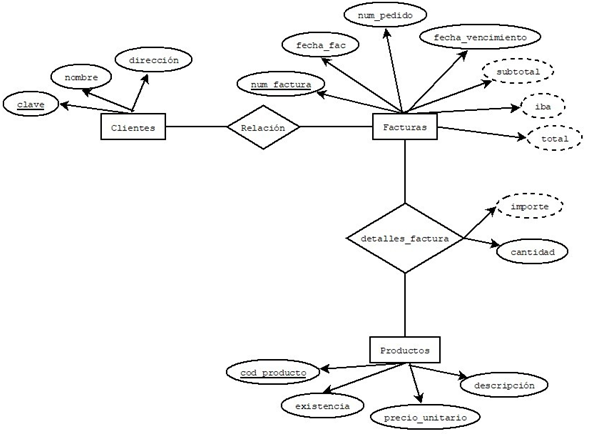 num_pedido
fecha_fac
fecha_vencimiento
dirección
nombre
num_factura
subtotal
clave
iba
Clientes
Relación
Facturas
total
importe
detalles_factura
cantidad
Productos
cod_producto
descripción
existencia
precio_unitario